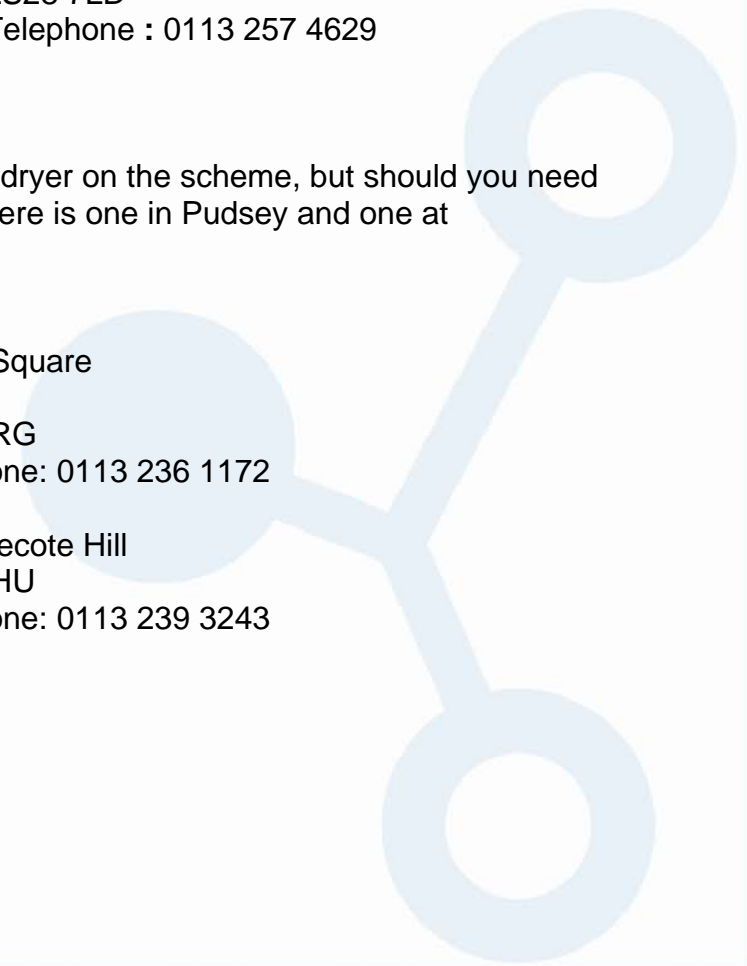 Telephone : 0113 257 4629
dryer on the scheme, but should you need
ere is one in Pudsey and one at
Square
RG
one: 0113 236 1172
ecote Hill
HU
one: 0113 239 3243